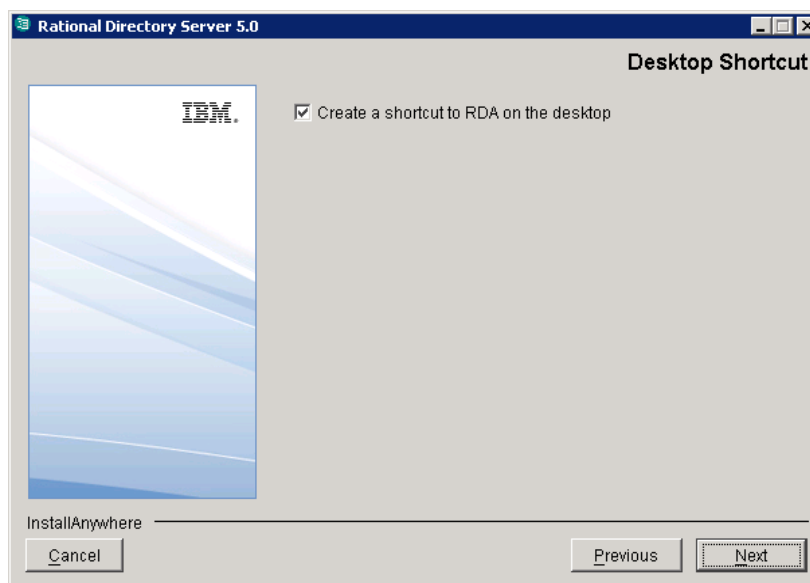 Rational Directory Server 5.0
Desktop Shortcut
IBM.
Create a shortcut to RDA on the desktop
InstallAnywhere
Cancel
Previous
Next